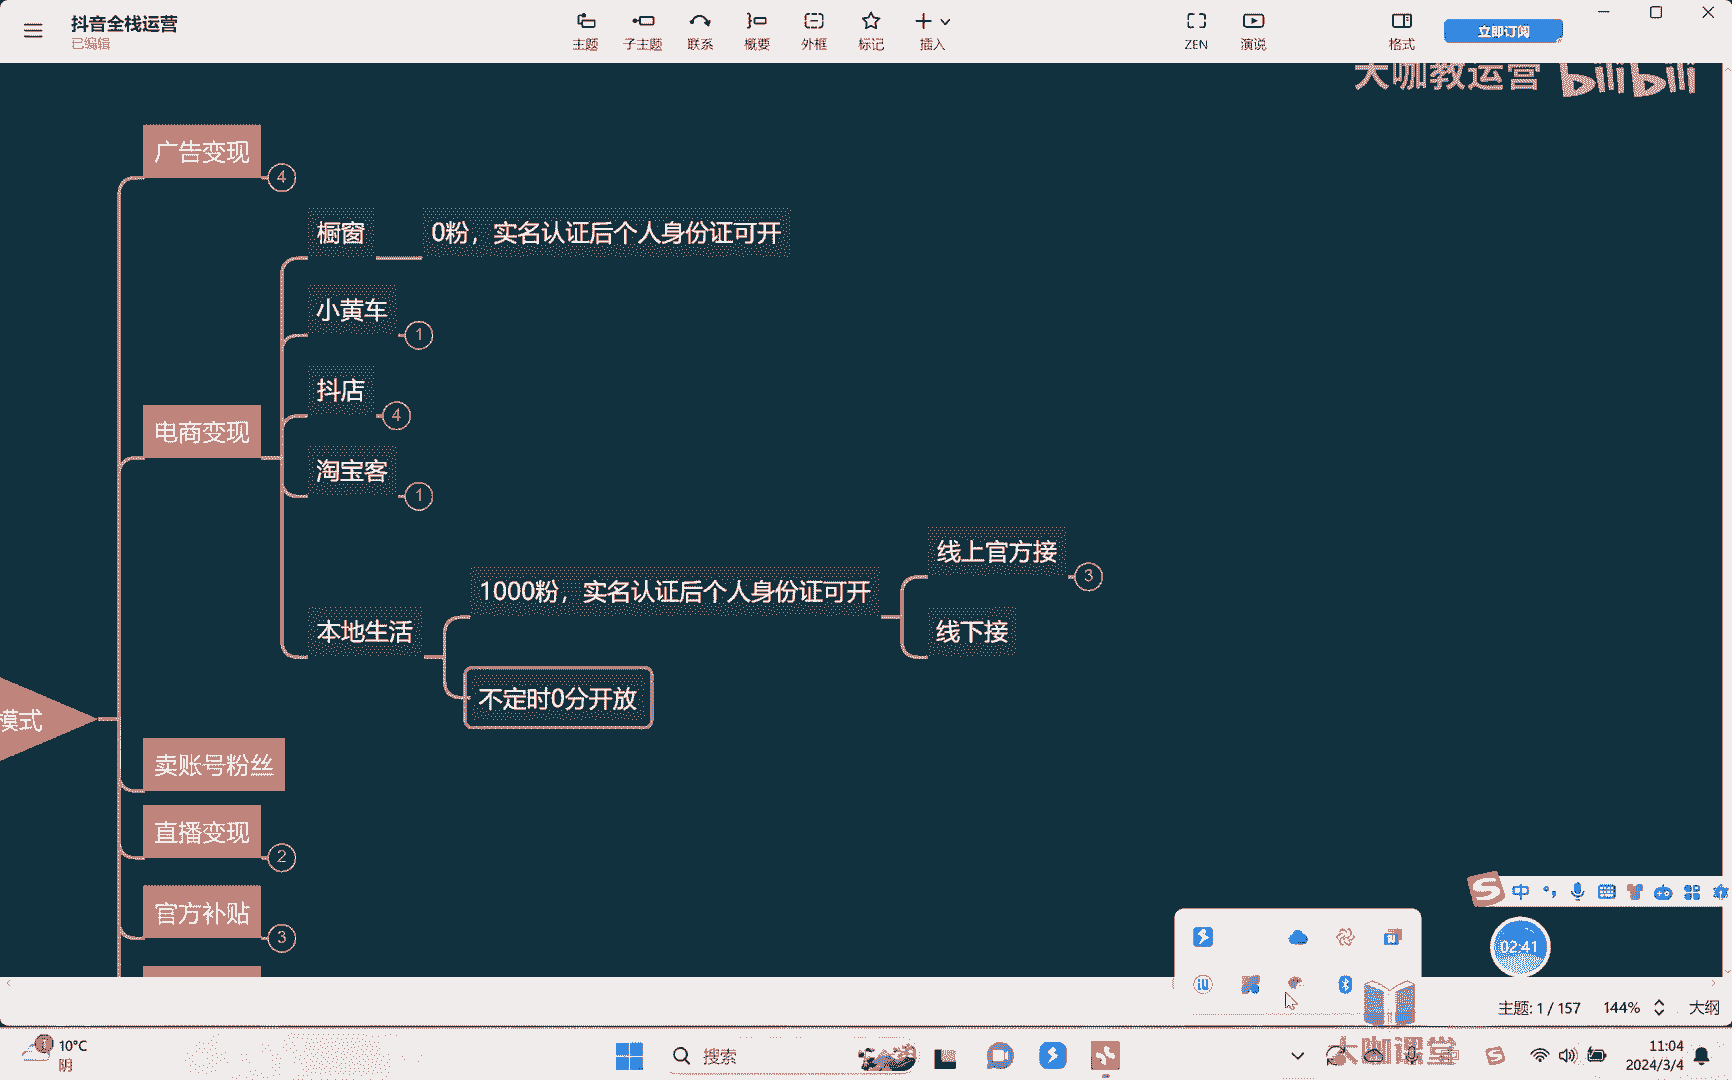 抖音全栈运营
已编辑
主题
子主题
联系
概要
外框
标记
插入
ZEN
演说
格式
立即订阅
大咖教运营 bilibili
广告变现
4
橱窗
0粉，实名认证后个人身份证可开
小黄车
1
抖店
4
电商变现
淘宝客
1
线上官方接
3
1000粉，实名认证后个人身份证可开
线下接
本地生活
不定时0分开放
模式
卖账号粉丝
直播变现
2
官方补贴
3
中
02:41
主题: 1 / 157
144%
大纲
10°C
阴
搜索
大咖课堂
11:04
2024/3/4